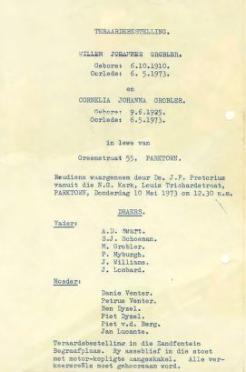 TERAARDEBESTELLING.
WILLEM JOHANNES GROBLER.
Gebore: 6.10.1910.
Oorlede: 6. 5.1973.
en
CORNELIA JOHANNA GROBLER.
Gebore: 9.6.1925.
Oorlede: 6.5.1973.
in lewe van
Greenstraat 55, PARKTOWN.
Roudiens waargeneem deur Ds. J.F. Pretorius
vanuit die N.G. Kerk, Louis Trichardstraat,
PARKTOWN, Donderdag 10 Mei 1973 om 12.30 n.m.
DRAERS.
Vader:
A.D. Swart.
S.J. Schoeman.
M. Grobler.
P. Myburgh.
J. Williams.
J. Lombard.
Moeder:
Danie Venter.
Petrus Venter.
Ben Dyzel.
Piet Dyzel.
Piet v.d. Berg.
Jan Lucante.
Teraardebestelling in die Zandfontein
Begraafplaas. Ry asseblief in die stoet
met motor-kopligte aangeskakel. Alle ver-
keersreëls moet gehoorsaam word.